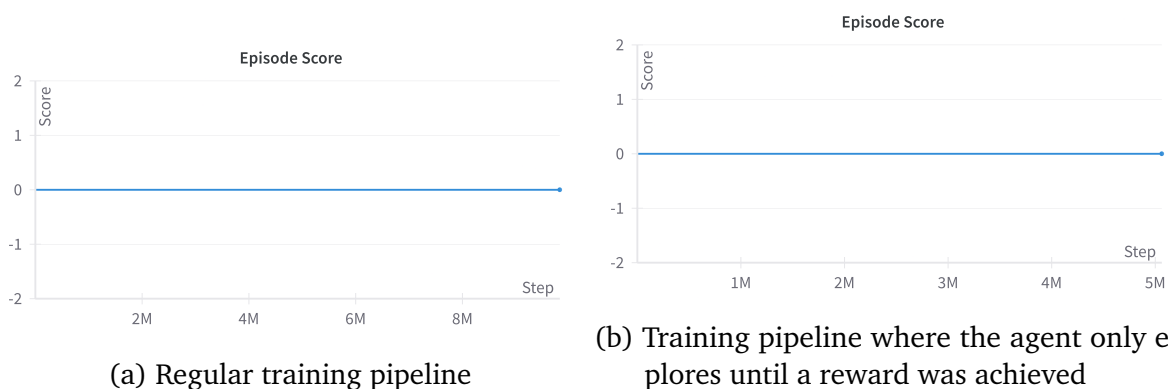 Episode Score
2
Score
1
0
-1
-2
Step
2M 4M 6M 8M
(a) Regular training pipeline
Episode Score
2
Score
1
0
-1
-2
Step
1M 2M 3M 4M 5M
(b) Training pipeline where the agent only e
plores until a reward was achieved